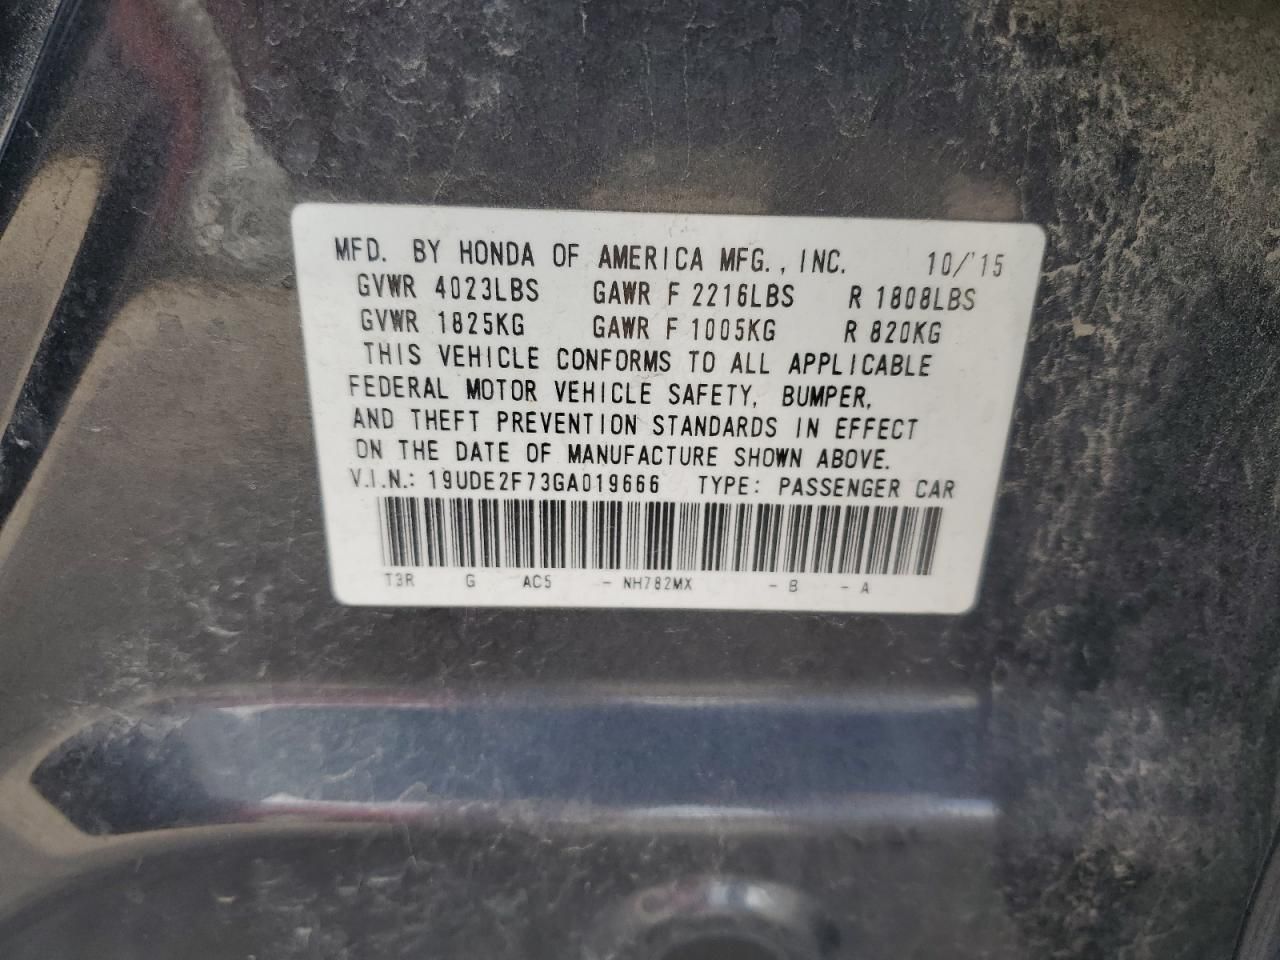 MFD. BY HONDA OF AMERICA MFG., INC. 10/'15
GVWR 4023LBS GAWR F 2216LBS R 1808LBS
GVWR 1825KG GAWR F 1005KG R 820KG
THIS VEHICLE CONFORMS TO ALL APPLICABLE
FEDERAL MOTOR VEHICLE SAFETY, BUMPER,
AND THEFT PREVENTION STANDARDS IN EFFECT
ON THE DATE OF MANUFACTURE SHOWN ABOVE.
V.I.N.: 19UDE2F73GA019666 TYPE: PASSENGER CAR
T3R G AC5 - NH782MX - B - A